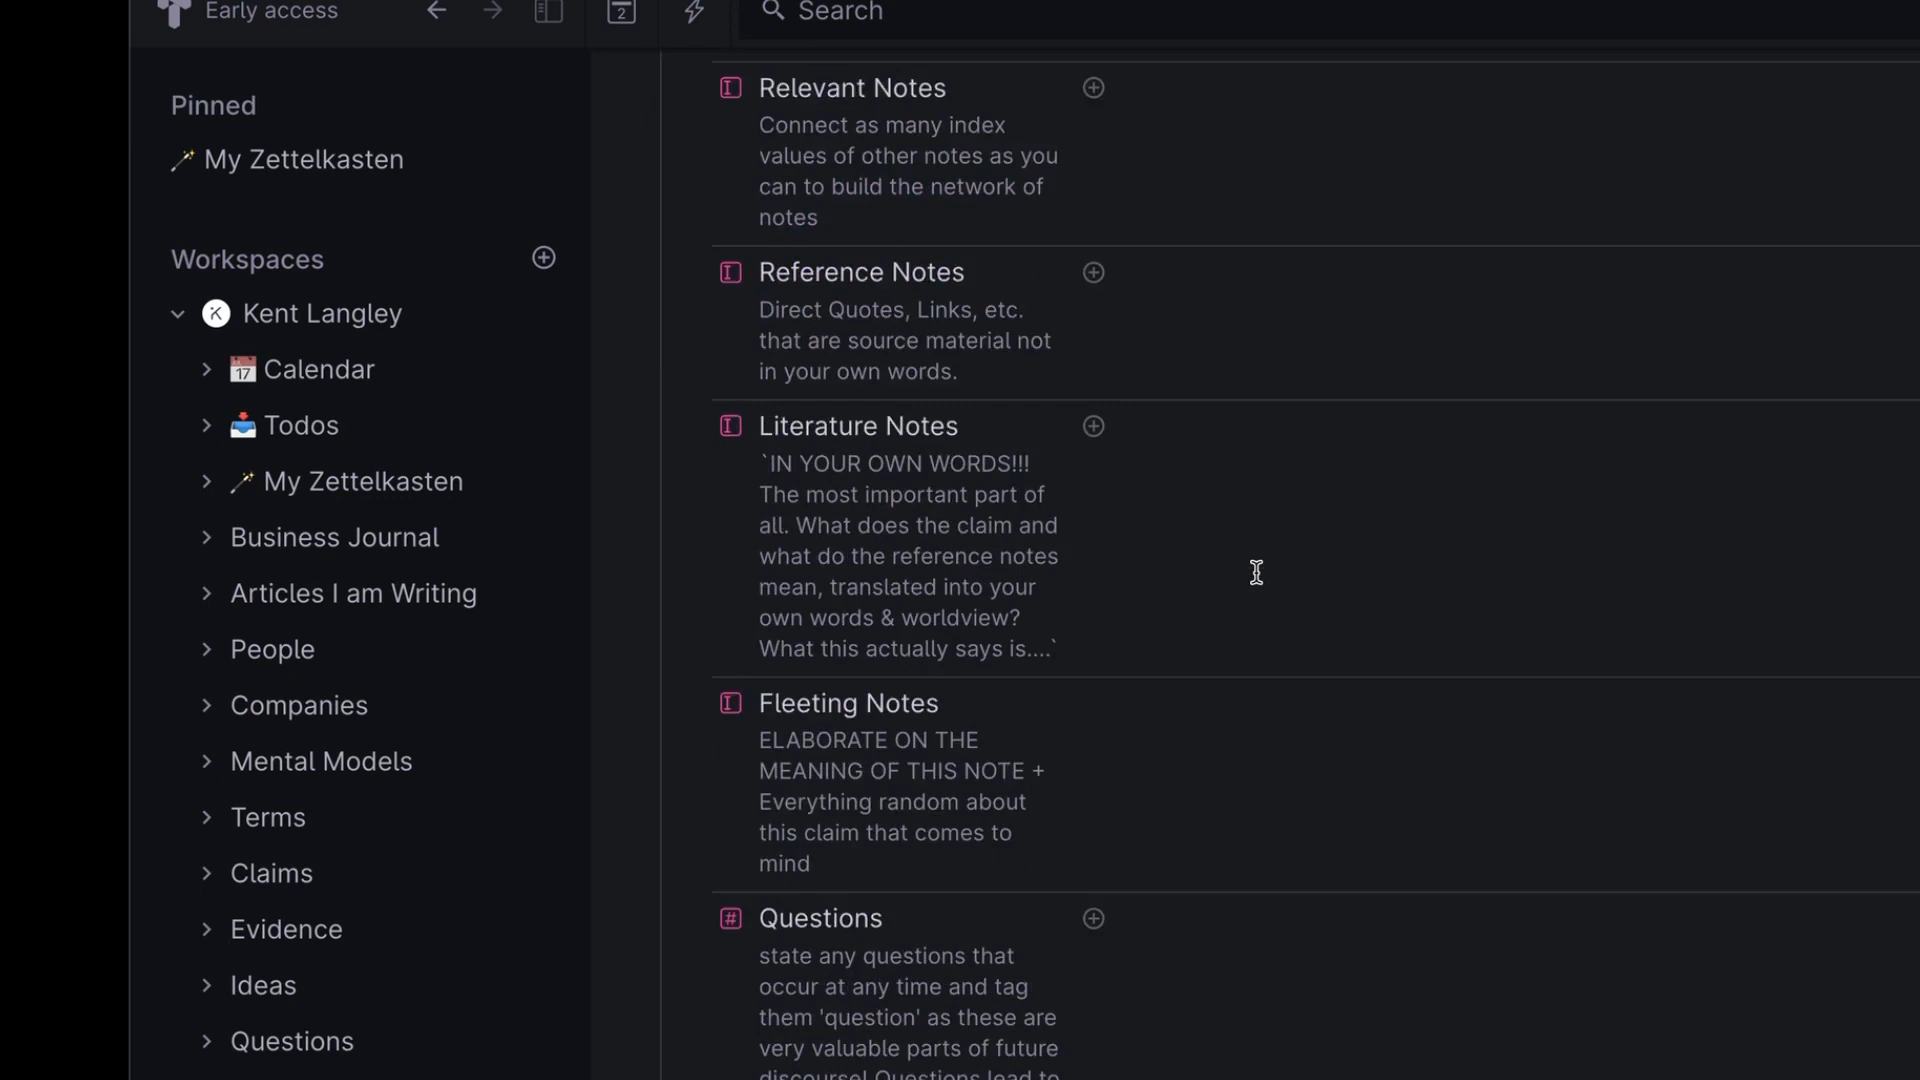 Early access
2
Search
Pinned
My Zettelkasten
Workspaces
Kent Langley
17 Calendar
Todos
My Zettelkasten
Business Journal
Articles I am Writing
People
Companies
Mental Models
Terms
Claims
Evidence
Ideas
Questions
Relevant Notes
Connect as many index
values of other notes as you
can to build the network of
notes
Reference Notes
Direct Quotes, Links, etc.
that are source material not
in your own words.
Literature Notes
`IN YOUR OWN WORDS!!!
The most important part of
all. What does the claim and
what do the reference notes
mean, translated into your
own words & worldview?
What this actually says is....`
Fleeting Notes
ELABORATE ON THE
MEANING OF THIS NOTE +
Everything random about
this claim that comes to
mind
Questions
state any questions that
occur at any time and tag
them 'question' as these are
very valuable parts of future
discourse! Questions lead to